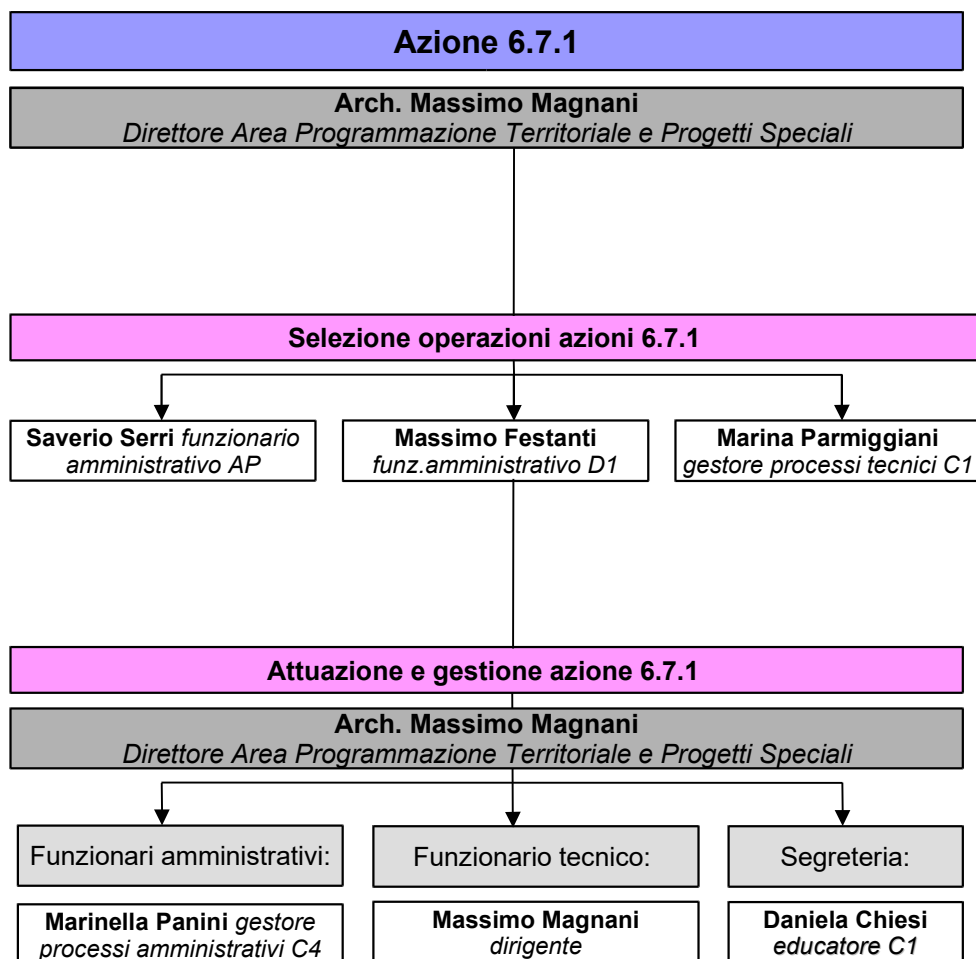 Azione 6.7.1
Arch. Massimo Magnani
Direttore Area Programmazione Territoriale e Progetti Speciali
Selezione operazioni azioni 6.7.1
Saverio Serri funzionario
amministrativo AP
Massimo Festanti
funz.amministrativo D1
Marina Parmiggiani
gestore processi tecnici C1
Attuazione e gestione azione 6.7.1
Arch. Massimo Magnani
Direttore Area Programmazione Territoriale e Progetti Speciali
Funzionari amministrativi:
Funzionario tecnico:
Segreteria:
Marinella Panini gestore
processi amministrativi C4
Massimo Magnani
dirigente
Daniela Chiesi
educatore C1